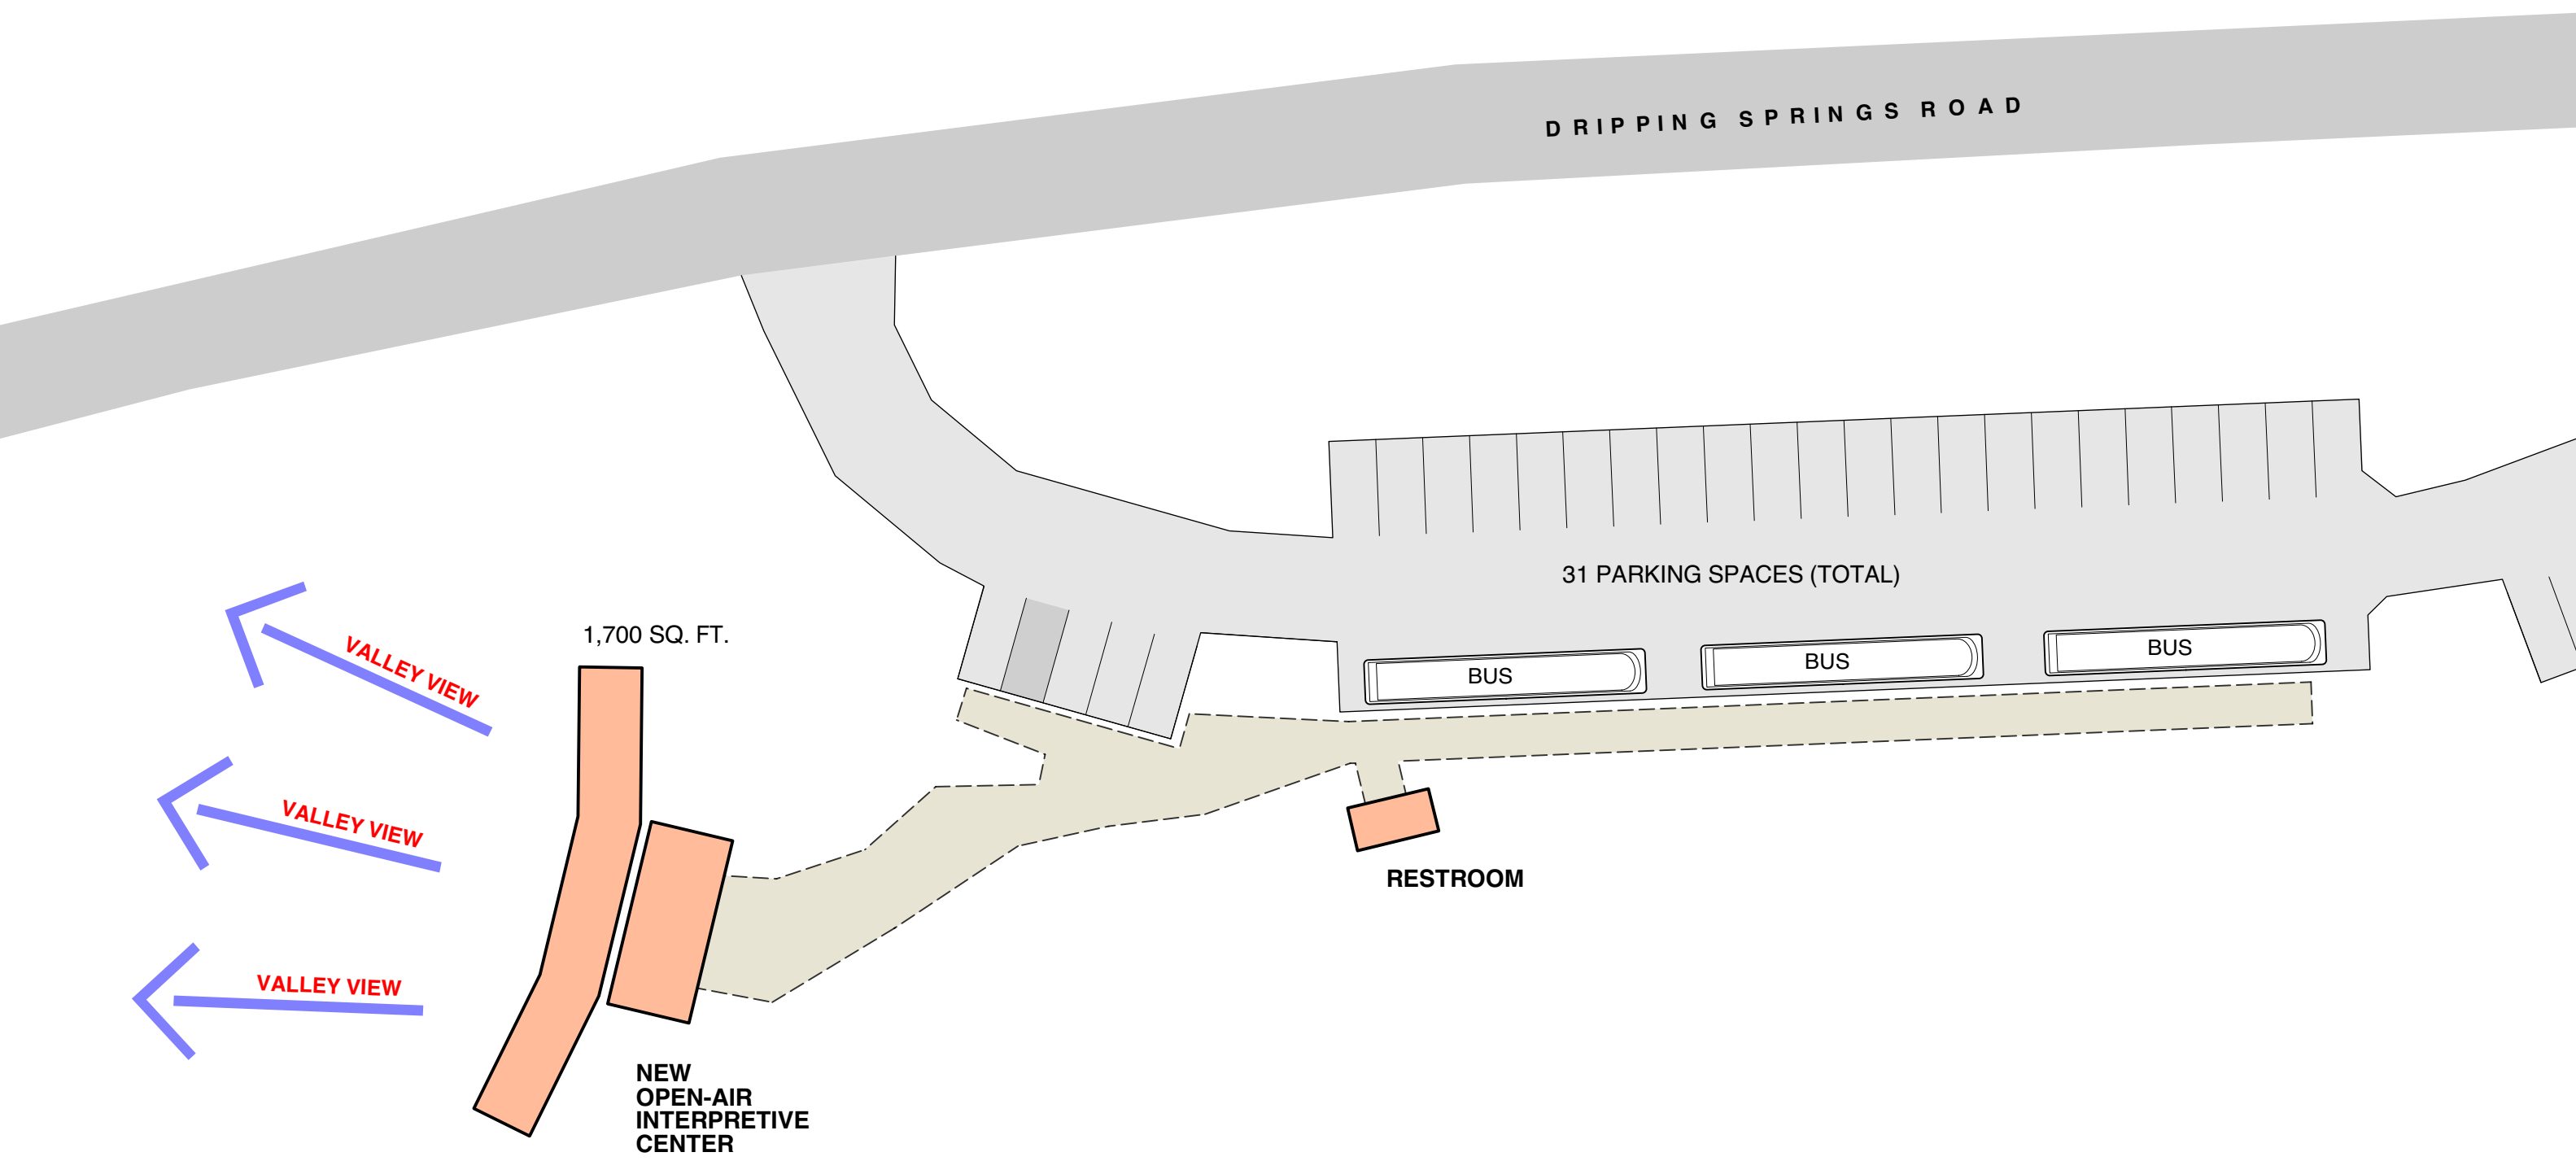 DRIPPING SPRINGS ROAD
31 PARKING SPACES (TOTAL)
1,700 SQ. FT.
VALLEY VIEW
BUS
BUS
BUS
VALLEY VIEW
RESTROOM
VALLEY VIEW
NEW
OPEN-AIR
INTERPRETIVE
CENTER